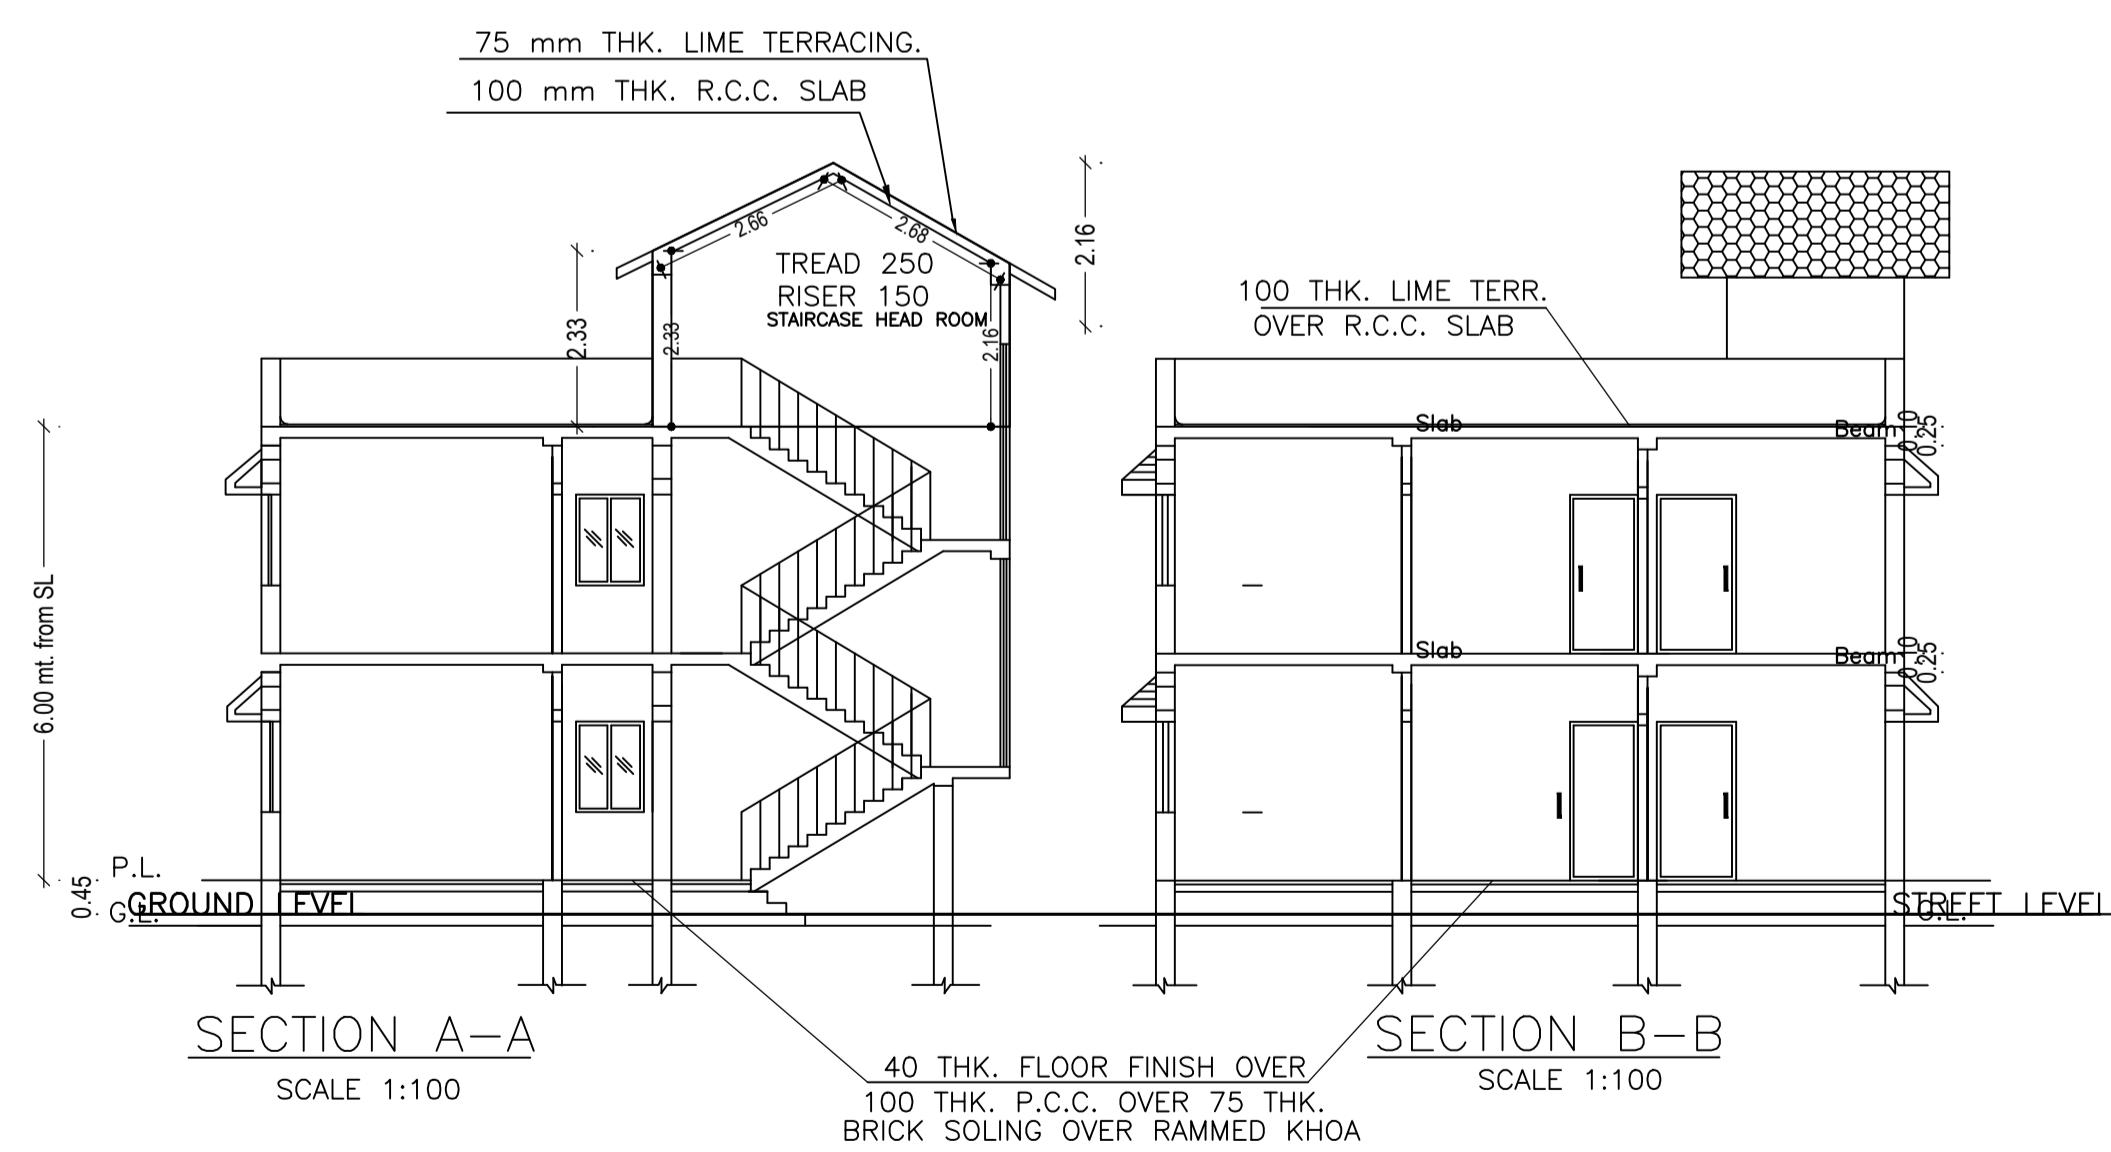 75 mm THK. LIME TERRACING.
100 mm THK. R.C.C. SLAB
2.66
2.68
2.16
TREAD 250
RISER 150
STAIRCASE HEAD ROOM
2.33
2.33
2.16
6.00 mt. from SL
P.L.
0.45
GROUND LEVEL
G.L.
SECTION A-A
SCALE 1:100
100 THK. LIME TERR.
OVER R.C.C. SLAB
Slab
Beam
0.10
0.25
Slab
Beam
0.10
0.25
STREET LEVEL
G.L.
SECTION B-B
SCALE 1:100
40 THK. FLOOR FINISH OVER
100 THK. P.C.C. OVER 75 THK.
BRICK SOLING OVER RAMMED KHOA